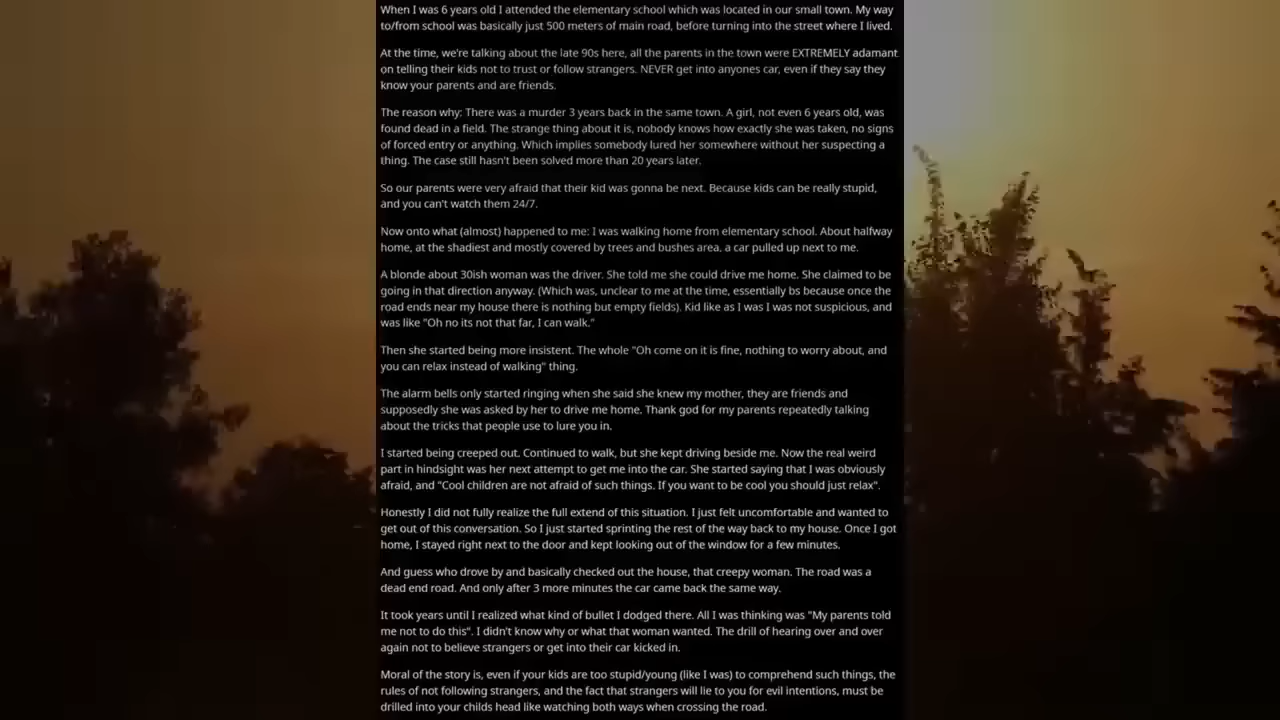 When I was 6 years old I attended the elementary school which was located in our small town. My way
to/from school was basically just 500 meters of main road, before turning into the street where I lived.
At the time, we're talking about the late 90s here, all the parents in the town were EXTREMELY adamant
on telling their kids not to trust or follow strangers. NEVER get into anyones car, even if they say they
know your parents and are friends.
The reason why: There was a murder 3 years back in the same town. A girl, not even 6 years old, was
found dead in a field. The strange thing about it is, nobody knows how exactly she was taken, no signs
of forced entry or anything. Which implies somebody lured her somewhere without her suspecting a
thing. The case still hasn't been solved more than 20 years later.
So our parents were very afraid that their kid was gonna be next. Because kids can be really stupid,
and you can't watch them 24/7.
Now onto what (almost) happened to me: I was walking home from elementary school. About halfway
home, at the shadiest and mostly covered by trees and bushes area, a car pulled up next to me.
A blonde about 30ish woman was the driver. She told me she could drive me home. She claimed to be
going in that direction anyway. (Which was, unclear to me at the time, essentially bs because once the
road ends near my house there is nothing but empty fields). Kid like as I was I was not suspicious, and
was like "Oh no its not that far, I can walk."
Then she started being more insistent. The whole "Oh come on it is fine, nothing to worry about, and
you can relax instead of walking" thing.
The alarm bells only started ringing when she said she knew my mother, they are friends and
supposedly she was asked by her to drive me home. Thank god for my parents repeatedly talking
about the tricks that people use to lure you in.
I started being creeped out. Continued to walk, but she kept driving beside me. Now the real weird
part in hindsight was her next attempt to get me into the car. She started saying that I was obviously
afraid, and "Cool children are not afraid of such things. If you want to be cool you should just relax".
Honestly I did not fully realize the full extend of this situation. I just felt uncomfortable and wanted to
get out of this conversation. So I just started sprinting the rest of the way back to my house. Once I got
home, I stayed right next to the door and kept looking out of the window for a few minutes.
And guess who drove by and basically checked out the house, that creepy woman. The road was a
dead end road. And only after 3 more minutes the car came back the same way.
It took years until I realized what kind of bullet I dodged there. All I was thinking was "My parents told
me not to do this". I didn't know why or what that woman wanted. The drill of hearing over and over
again not to believe strangers or get into their car kicked in.
Moral of the story is, even if your kids are too stupid/young (like I was) to comprehend such things, the
rules of not following strangers, and the fact that strangers will lie to you for evil intentions, must be
drilled into your childs head like watching both ways when crossing the road.